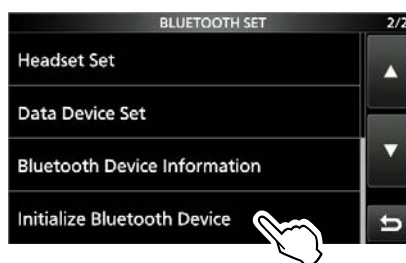 BLUETOOTH SET 2/2
Headset Set
Data Device Set
Bluetooth Device Information
Initialize Bluetooth Device